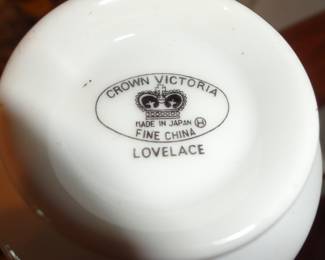 CROWN VICTORIA
MADE IN JAPAN H
FINE CHINA
LOVELACE